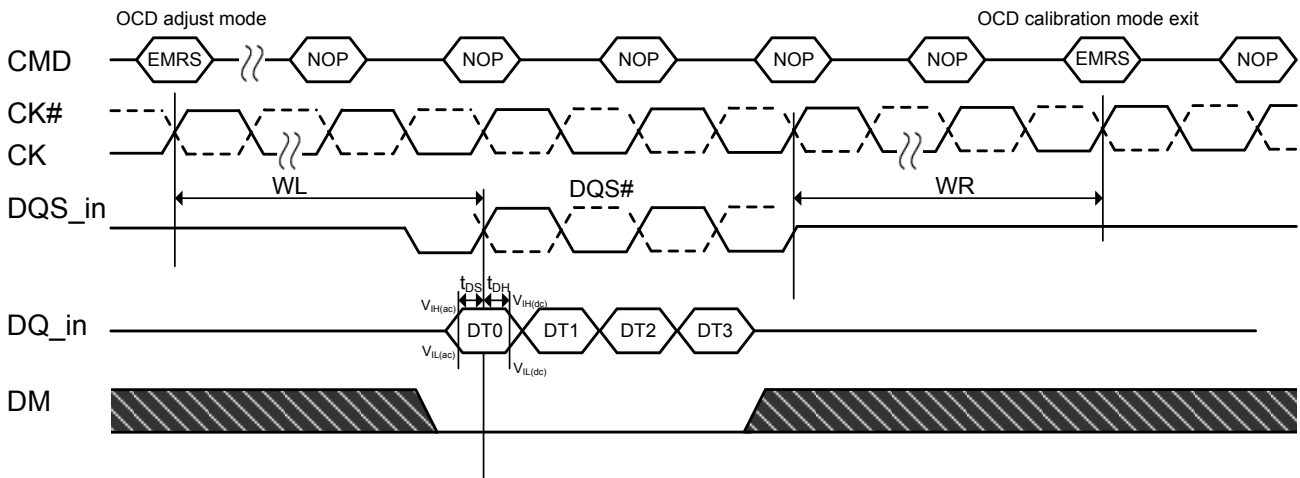 OCD adjust mode OCD calibration mode exit
CMD EMRS NOP NOP NOP NOP NOP EMRS NOP
CK#
CK
WL DQS# WR
DQS_in
tDS tDH
VIH(ac) VIH(dc)
DQ_in DT0 DT1 DT2 DT3
VIL(ac) VIL(dc)
DM